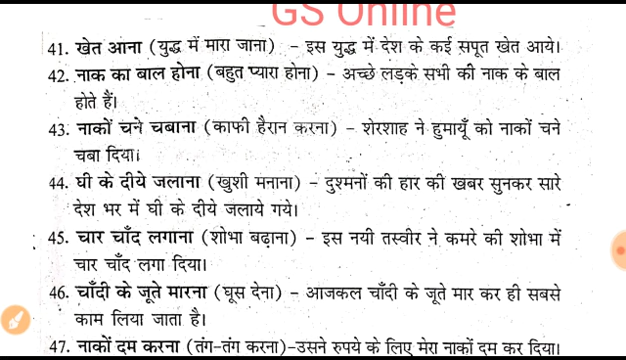 GS Online
41. खेत आना (युद्ध में मारा जाना) - इस युद्ध में देश के कई सपूत खेत आये।
42. नाक का बाल होना (बहुत प्यारा होना) - अच्छे लड़के सभी की नाक के बाल
होते हैं।
43. नाकों चने चबाना (काफी हैरान करना) - शेरशाह ने हुमायूँ को नाकों चने
चबा दिया।
44. घी के दीये जलाना (खुशी मनाना) - दुश्मनों की हार की खबर सुनकर सारे
देश भर में घी के दीये जलाये गये।
45. चार चाँद लगाना (शोभा बढ़ाना) - इस नयी तस्वीर ने कमरे की शोभा में
चार चाँद लगा दिया।
46. चाँदी के जूते मारना (घूस देना) - आजकल चाँदी के जूते मार कर ही सबसे
काम लिया जाता है।
47. नाकों दम करना (तंग-तंग करना)-उसने रुपये के लिए मेरा नाकों दम कर दिया।